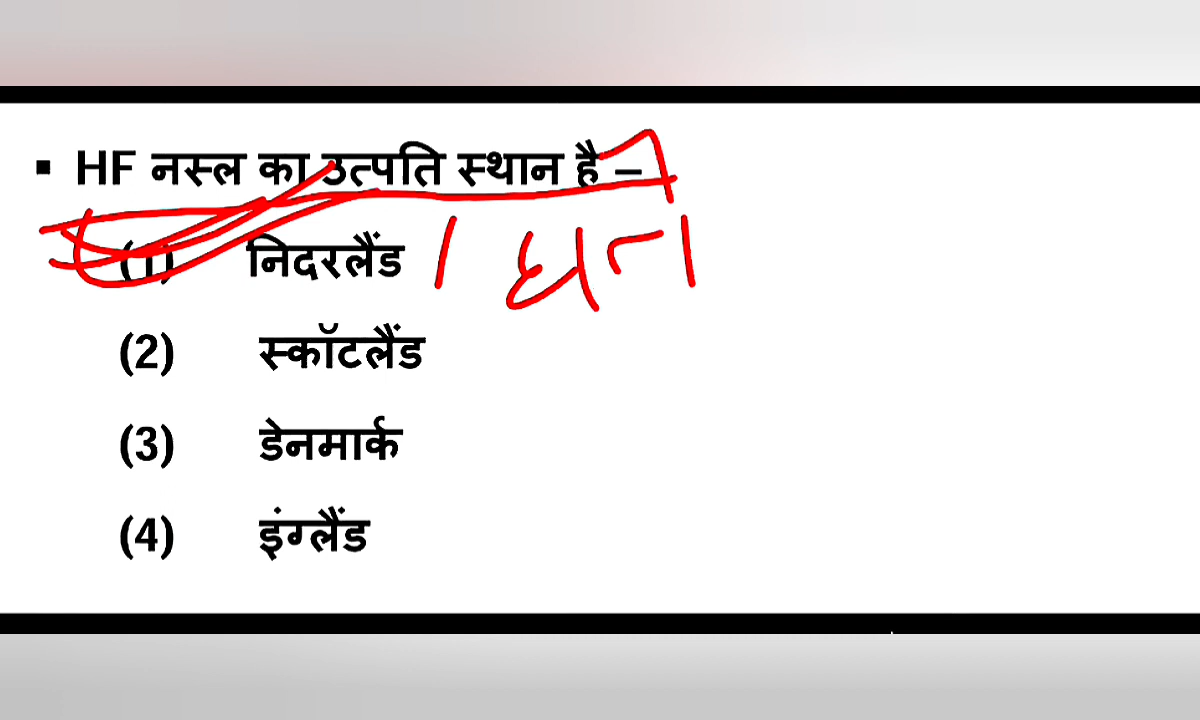 ▪ HF नस्ल का उत्पति स्थान है –
(1) निदरलैंड
(2) स्कॉटलैंड
(3) डेनमार्क
(4) इंग्लैंड